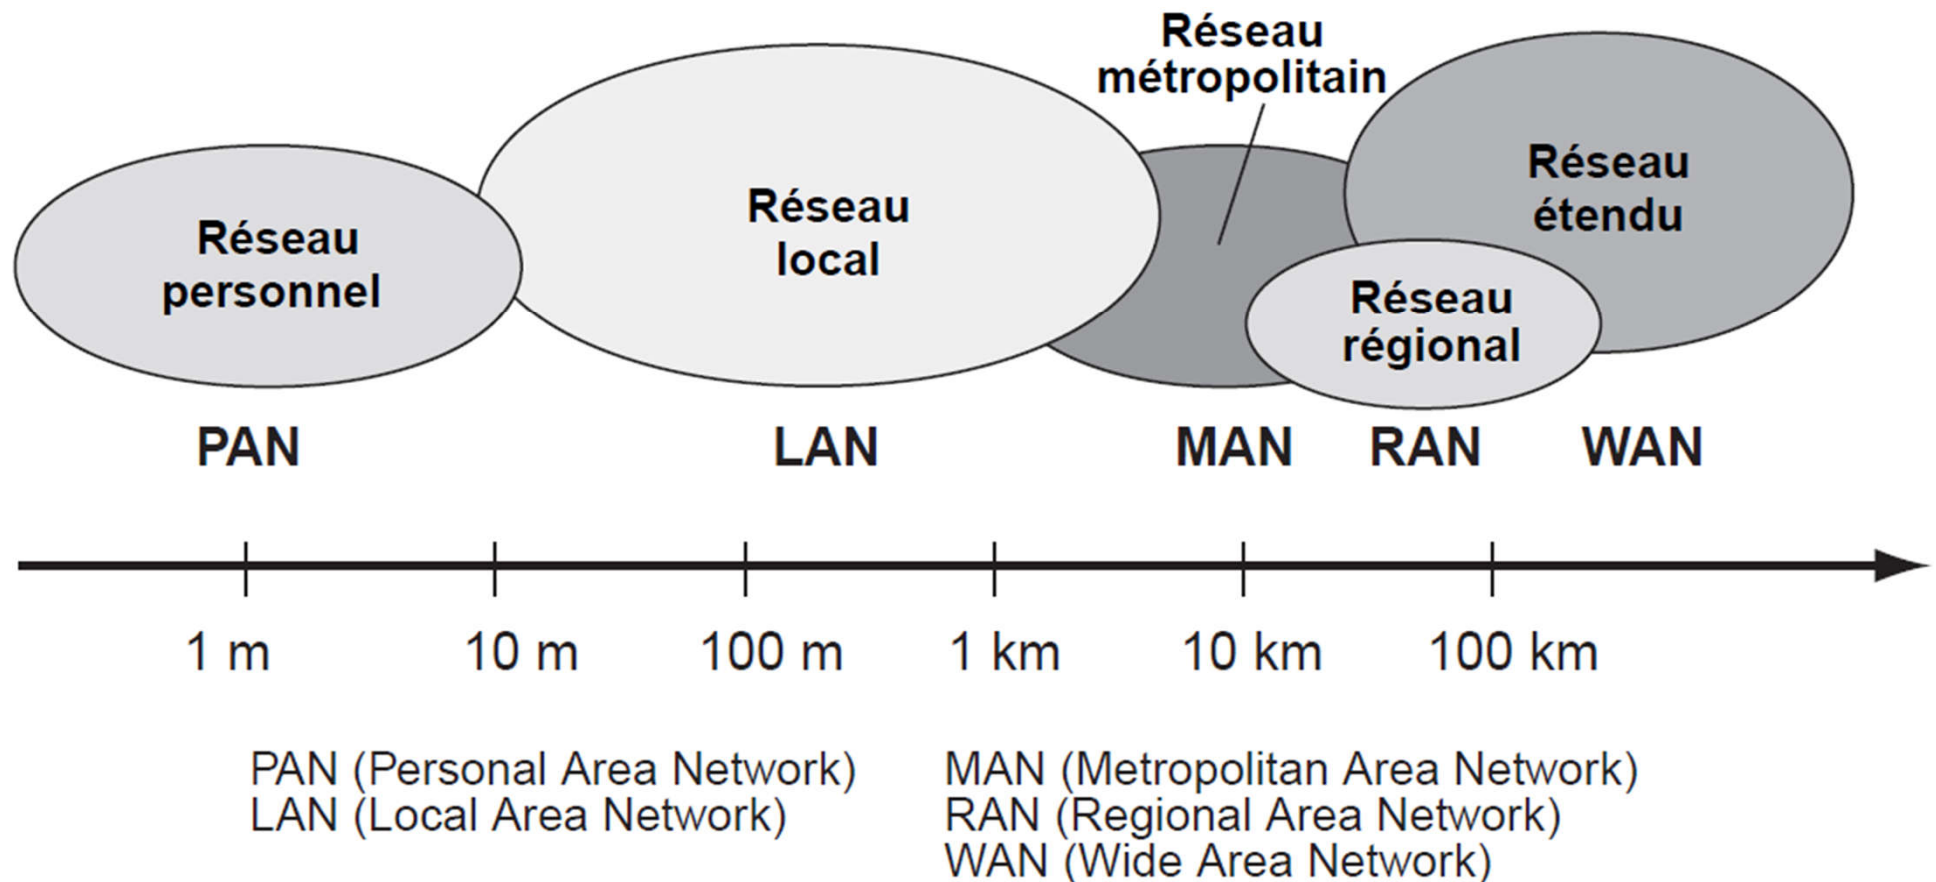 Réseau
métropolitain
Réseau
étendu
Réseau
local
Réseau
personnel
Réseau
régional
PAN LAN MAN RAN WAN
1 m 10 m 100 m 1 km 10 km 100 km
PAN (Personal Area Network)
LAN (Local Area Network)
MAN (Metropolitan Area Network)
RAN (Regional Area Network)
WAN (Wide Area Network)